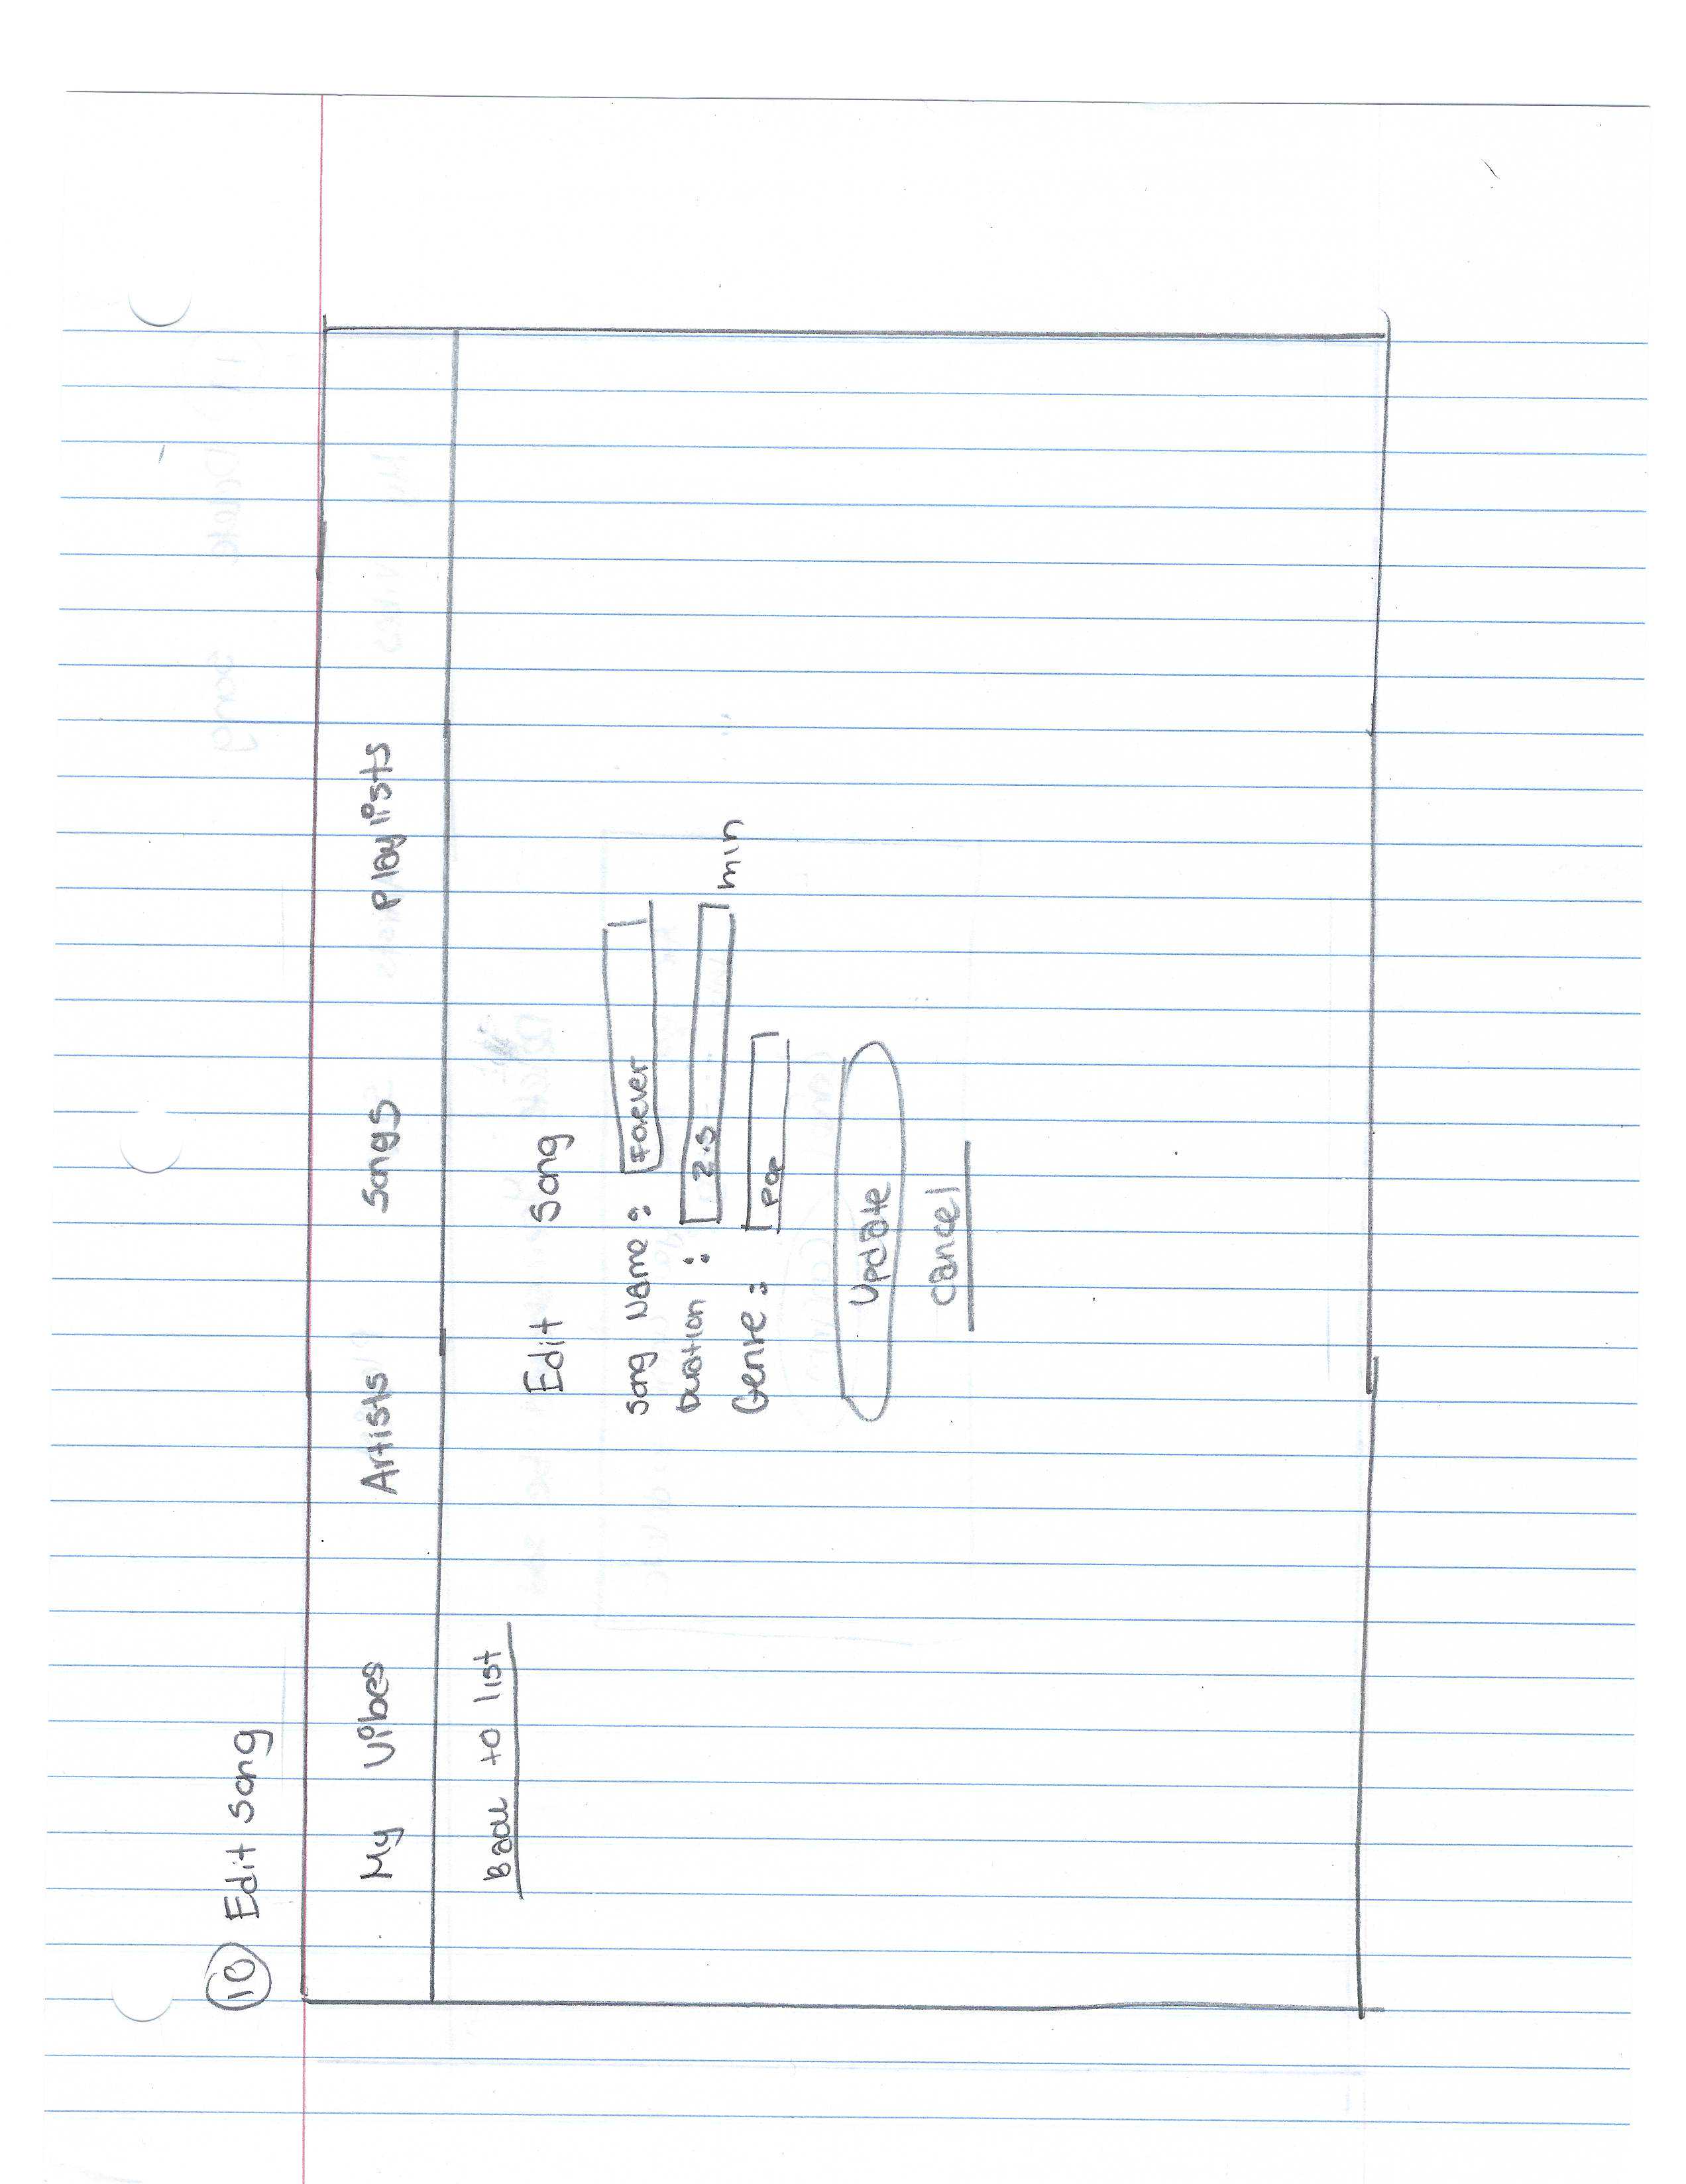 10 Edit song
My Vibes Artists Songs Playlists
Back to list
Edit Song
Song Name: Foever
Duration: 2.5 min
Genre: Pop
Update
cancel